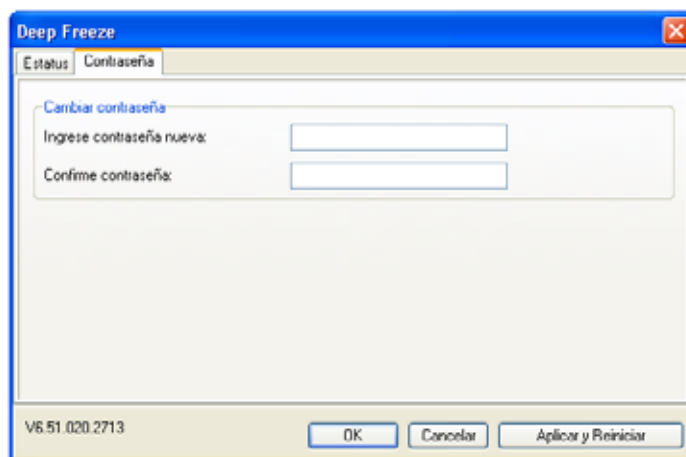 Deep Freeze
Estatus Contraseña
Cambiar contraseña
Ingrese contraseña nueva:
Confirme contraseña:
V6.51.020.2713
OK Cancelar Aplicar y Reiniciar